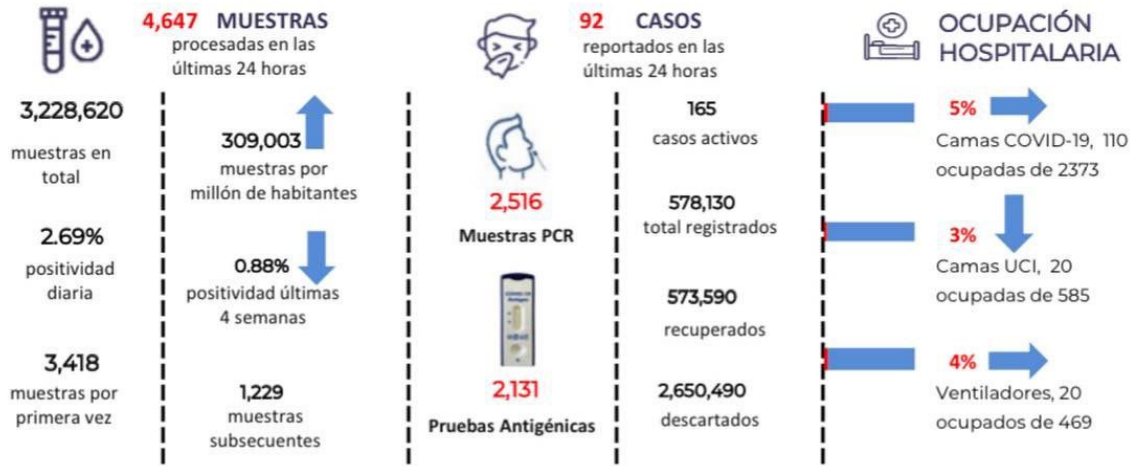 4,647 MUESTRAS
procesadas en las
últimas 24 horas
3,228,620
muestras en
total
2.69%
positividad
diaria
3,418
muestras por
primera vez
309,003
muestras por
millón de habitantes
0.88%
positividad últimas
4 semanas
1,229
muestras
subsecuentes
92 CASOS
reportados en las
últimas 24 horas
2,516
Muestras PCR
2,131
Pruebas Antigénicas
165
casos activos
578,130
total registrados
573,590
recuperados
2,650,490
descartados
OCUPACIÓN
HOSPITALARIA
5%
Camas COVID-19, 110
ocupadas de 2373
3%
Camas UCI, 20
ocupadas de 585
4%
Ventiladores, 20
ocupados de 469